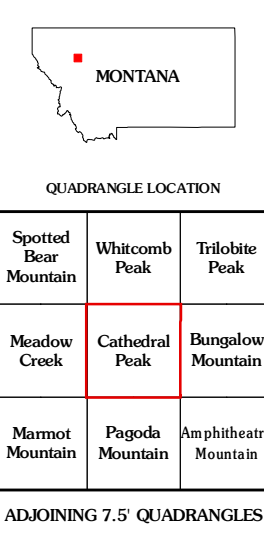 MONTANA
QUADRANGLE LOCATION
Spotted
Bear
Mountain
Whitcomb
Peak
Trilobite
Peak
Meadow
Creek
Cathedral
Peak
Bungalow
Mountain
Marmot
Mountain
Pagoda
Mountain
Amphitheatr
Mountain
ADJOINING 7.5' QUADRANGLES